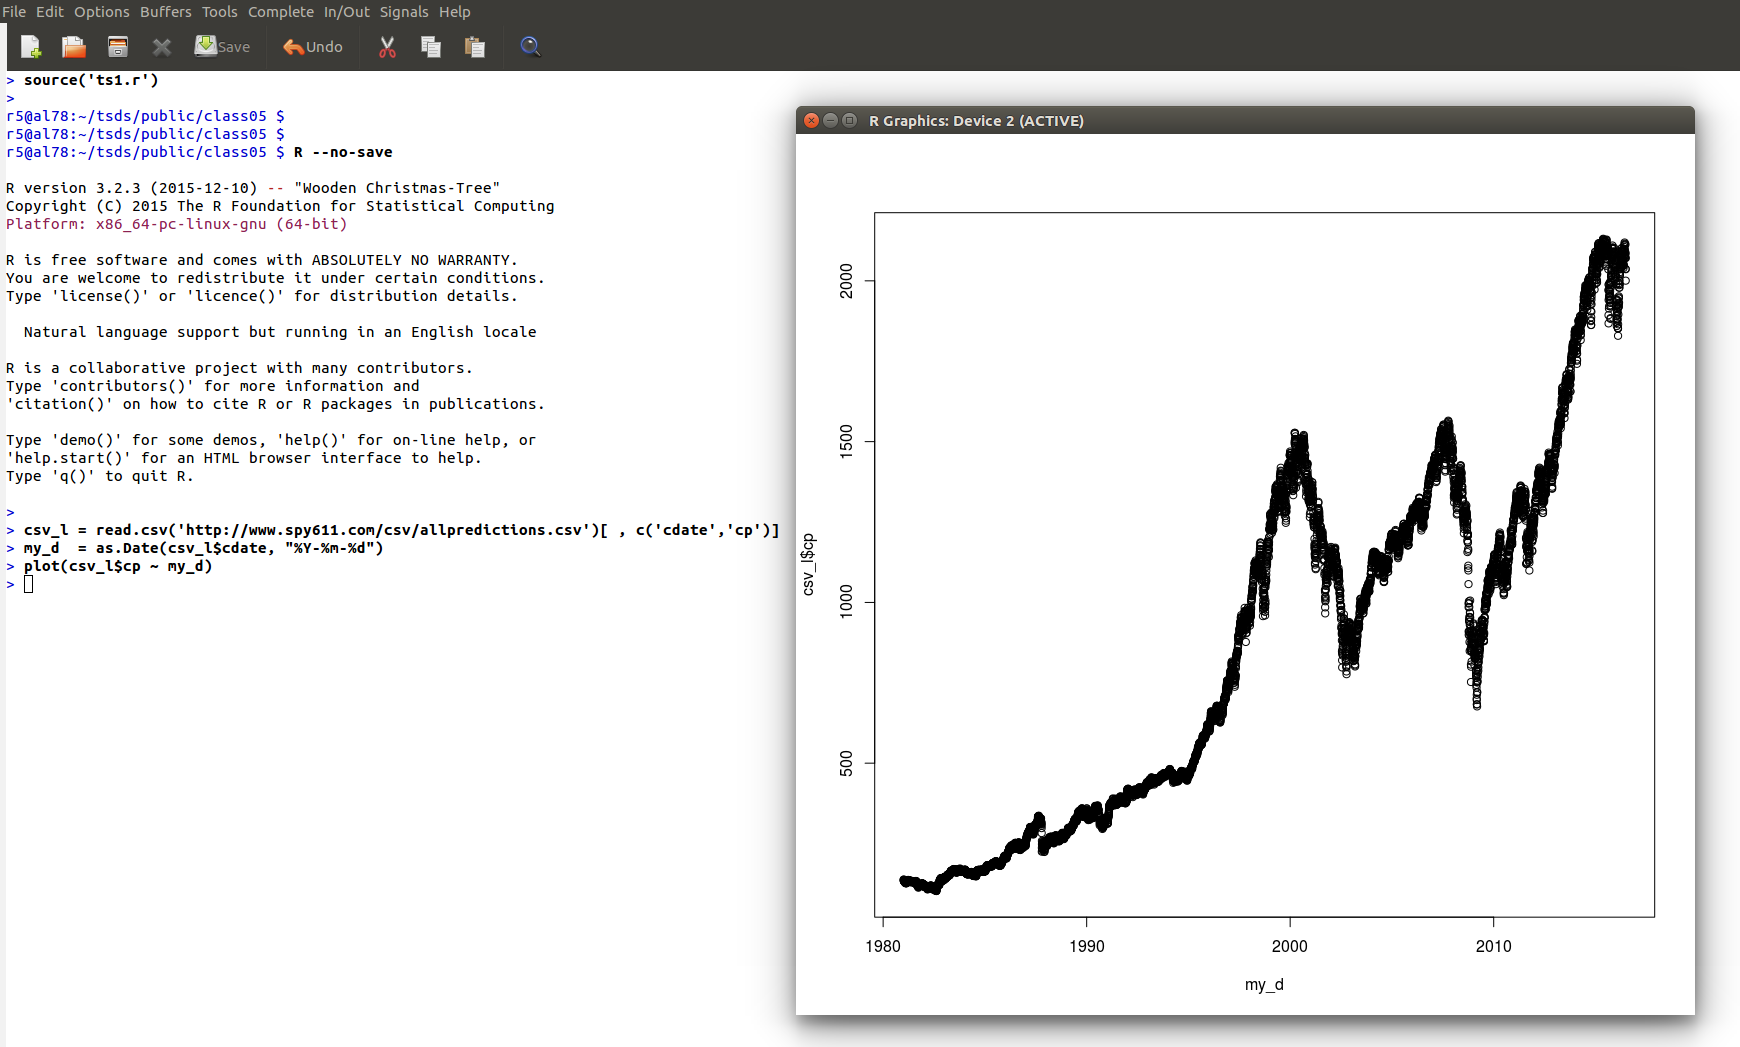 File Edit Options Buffers Tools Complete In/Out Signals Help
Save Undo
> source('ts1.r')
>
r5@al78:~/tsds/public/class05 $
r5@al78:~/tsds/public/class05 $
r5@al78:~/tsds/public/class05 $ R --no-save
R version 3.2.3 (2015-12-10) -- "Wooden Christmas-Tree"
Copyright (C) 2015 The R Foundation for Statistical Computing
Platform: x86_64-pc-linux-gnu (64-bit)
R is free software and comes with ABSOLUTELY NO WARRANTY.
You are welcome to redistribute it under certain conditions.
Type 'license()' or 'licence()' for distribution details.
Natural language support but running in an English locale
R is a collaborative project with many contributors.
Type 'contributors()' for more information and
'citation()' on how to cite R or R packages in publications.
Type 'demo()' for some demos, 'help()' for on-line help, or
'help.start()' for an HTML browser interface to help.
Type 'q()' to quit R.
>
> csv_l = read.csv('http://www.spy611.com/csv/allpredictions.csv')[ , c('cdate','cp')]
> my_d  = as.Date(csv_l$cdate, "%Y-%m-%d")
> plot(csv_l$cp ~ my_d)
>
R Graphics: Device 2 (ACTIVE)
2000
1500
1000
500
csv_l$cp
1980 1990 2000 2010
my_d